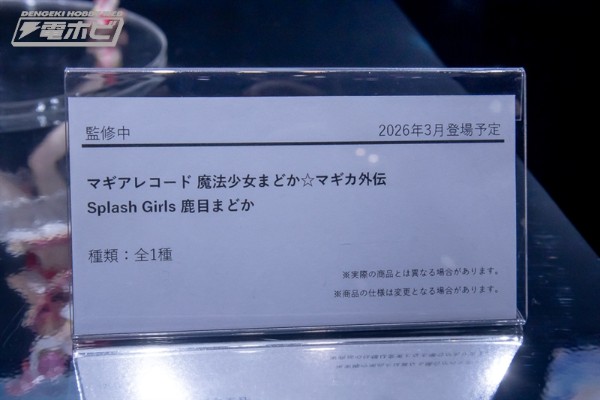 DENGEKI HOBBY WEB
電ホビ
監修中
2026年3月登場予定
マギアレコード 魔法少女まどか☆マギカ外伝
Splash Girls 鹿目まどか
種類：全1種
※実際の商品とは異なる場合があります。
※商品の仕様は変更となる場合があります。